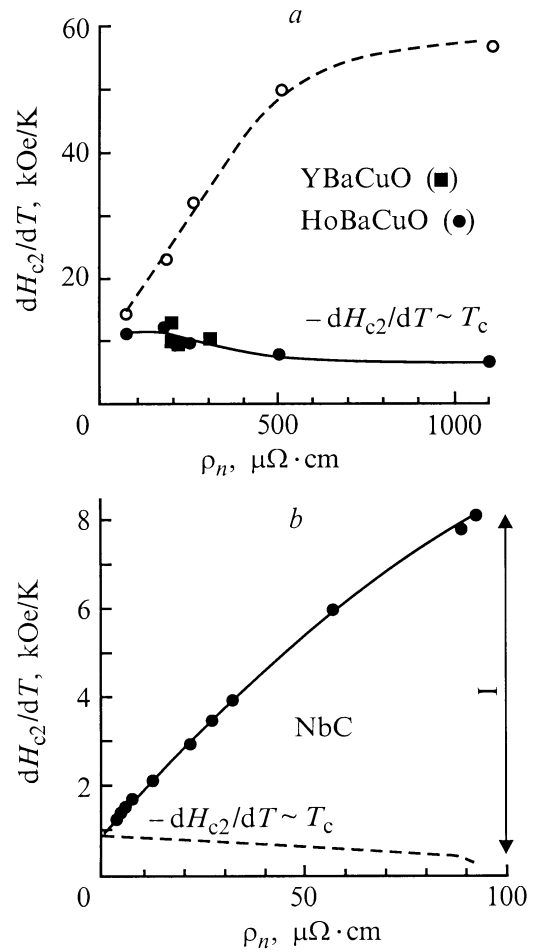 a
60
40
20
0
500
1000
dH_c2/dT, kOe/K
YBaCuO (■)
HoBaCuO (●)
− dH_c2/dT ~ T_c
ρ_n, μΩ·cm
b
8
6
4
2
0
50
100
dH_c2/dT, kOe/K
NbC
I
− dH_c2/dT ~ T_c
ρ_n, μΩ·cm